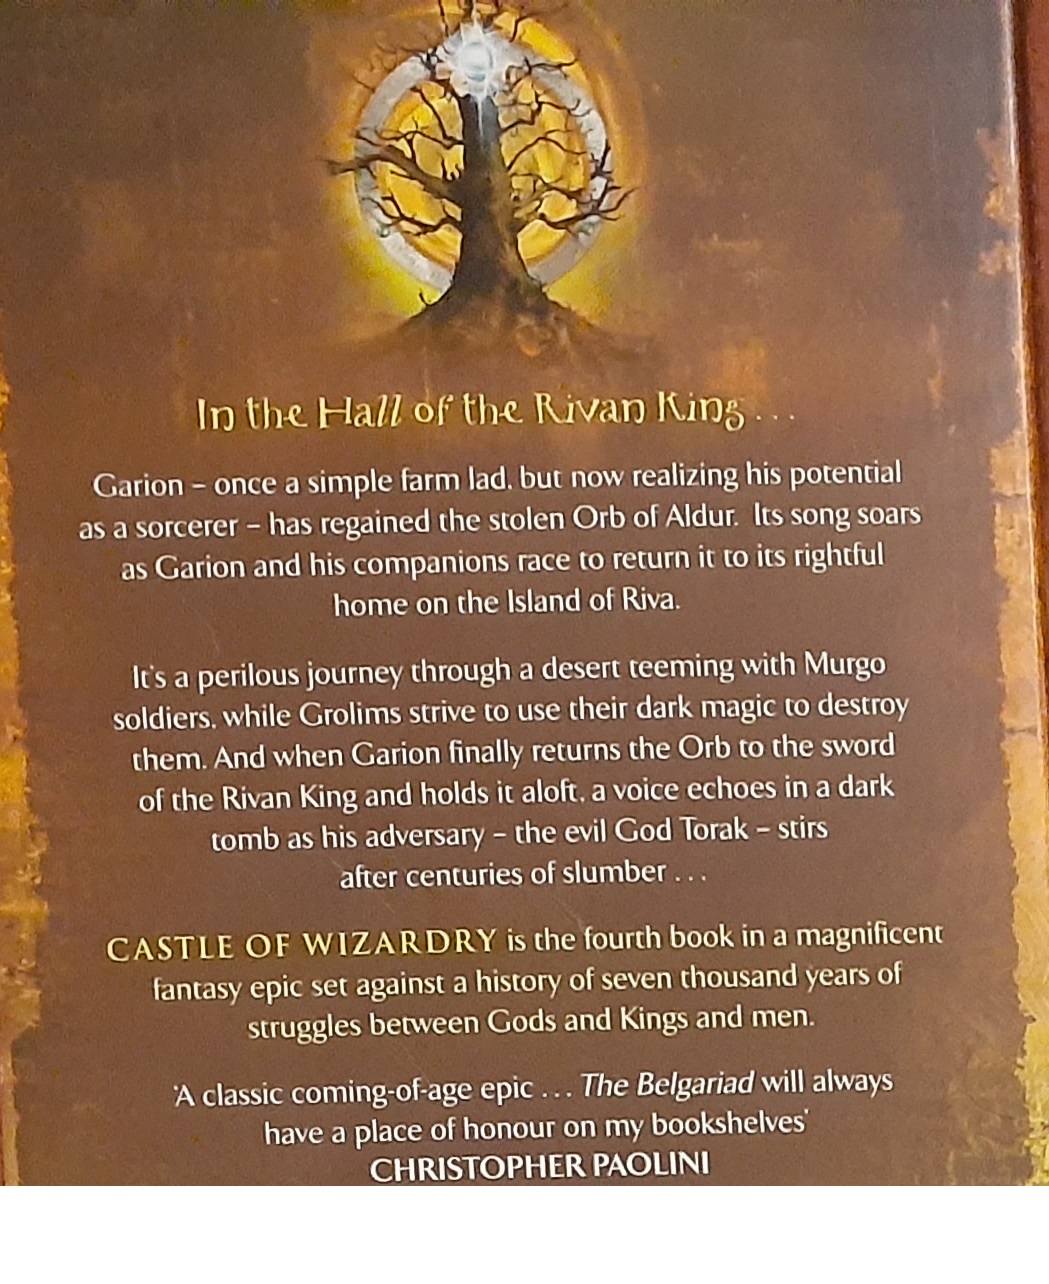 In the Hall of the Rivan King ...
Garion – once a simple farm lad, but now realizing his potential
as a sorcerer – has regained the stolen Orb of Aldur. Its song soars
as Garion and his companions race to return it to its rightful
home on the Island of Riva.
It's a perilous journey through a desert teeming with Murgo
soldiers, while Grolims strive to use their dark magic to destroy
them. And when Garion finally returns the Orb to the sword
of the Rivan King and holds it aloft, a voice echoes in a dark
tomb as his adversary – the evil God Torak – stirs
after centuries of slumber ...
CASTLE OF WIZARDRY is the fourth book in a magnificent
fantasy epic set against a history of seven thousand years of
struggles between Gods and Kings and men.
'A classic coming-of-age epic ... The Belgariad will always
have a place of honour on my bookshelves'
CHRISTOPHER PAOLINI